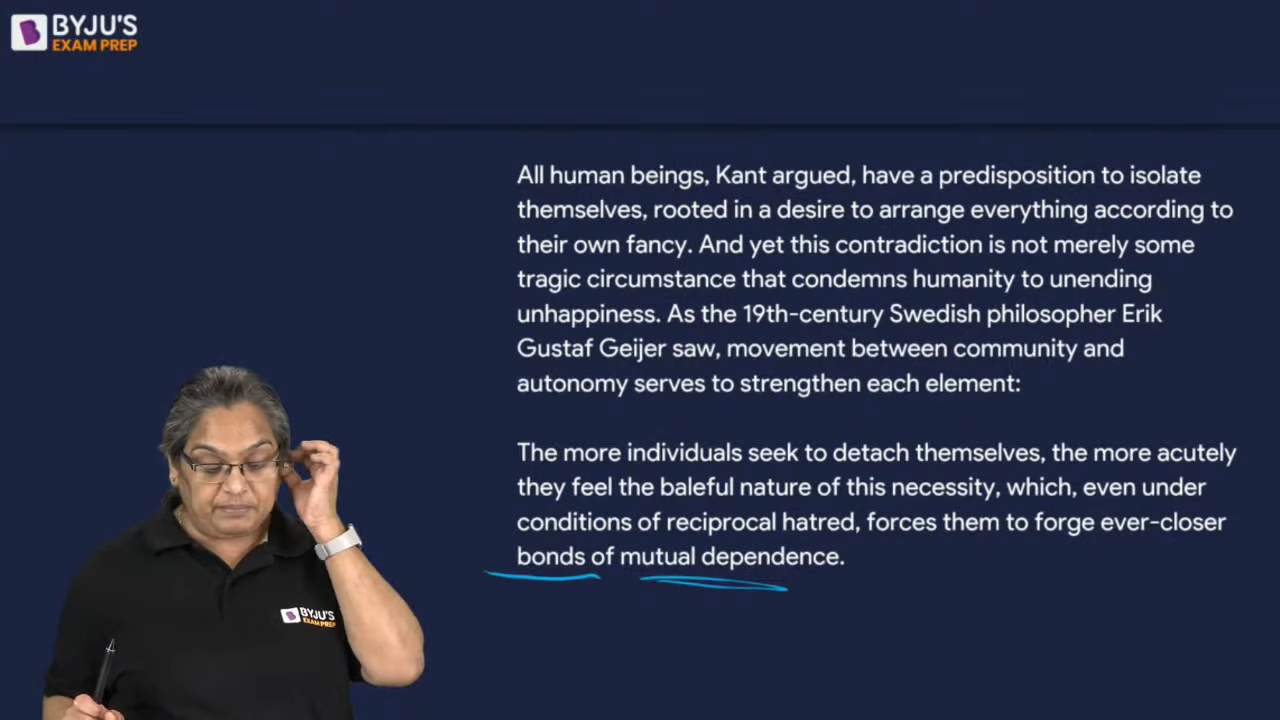 BYJU'S
EXAM PREP
All human beings, Kant argued, have a predisposition to isolate
themselves, rooted in a desire to arrange everything according to
their own fancy. And yet this contradiction is not merely some
tragic circumstance that condemns humanity to unending
unhappiness. As the 19th-century Swedish philosopher Erik
Gustaf Geijer saw, movement between community and
autonomy serves to strengthen each element:
The more individuals seek to detach themselves, the more acutely
they feel the baleful nature of this necessity, which, even under
conditions of reciprocal hatred, forces them to forge ever-closer
bonds of mutual dependence.
BYJU'S
EXAM PREP